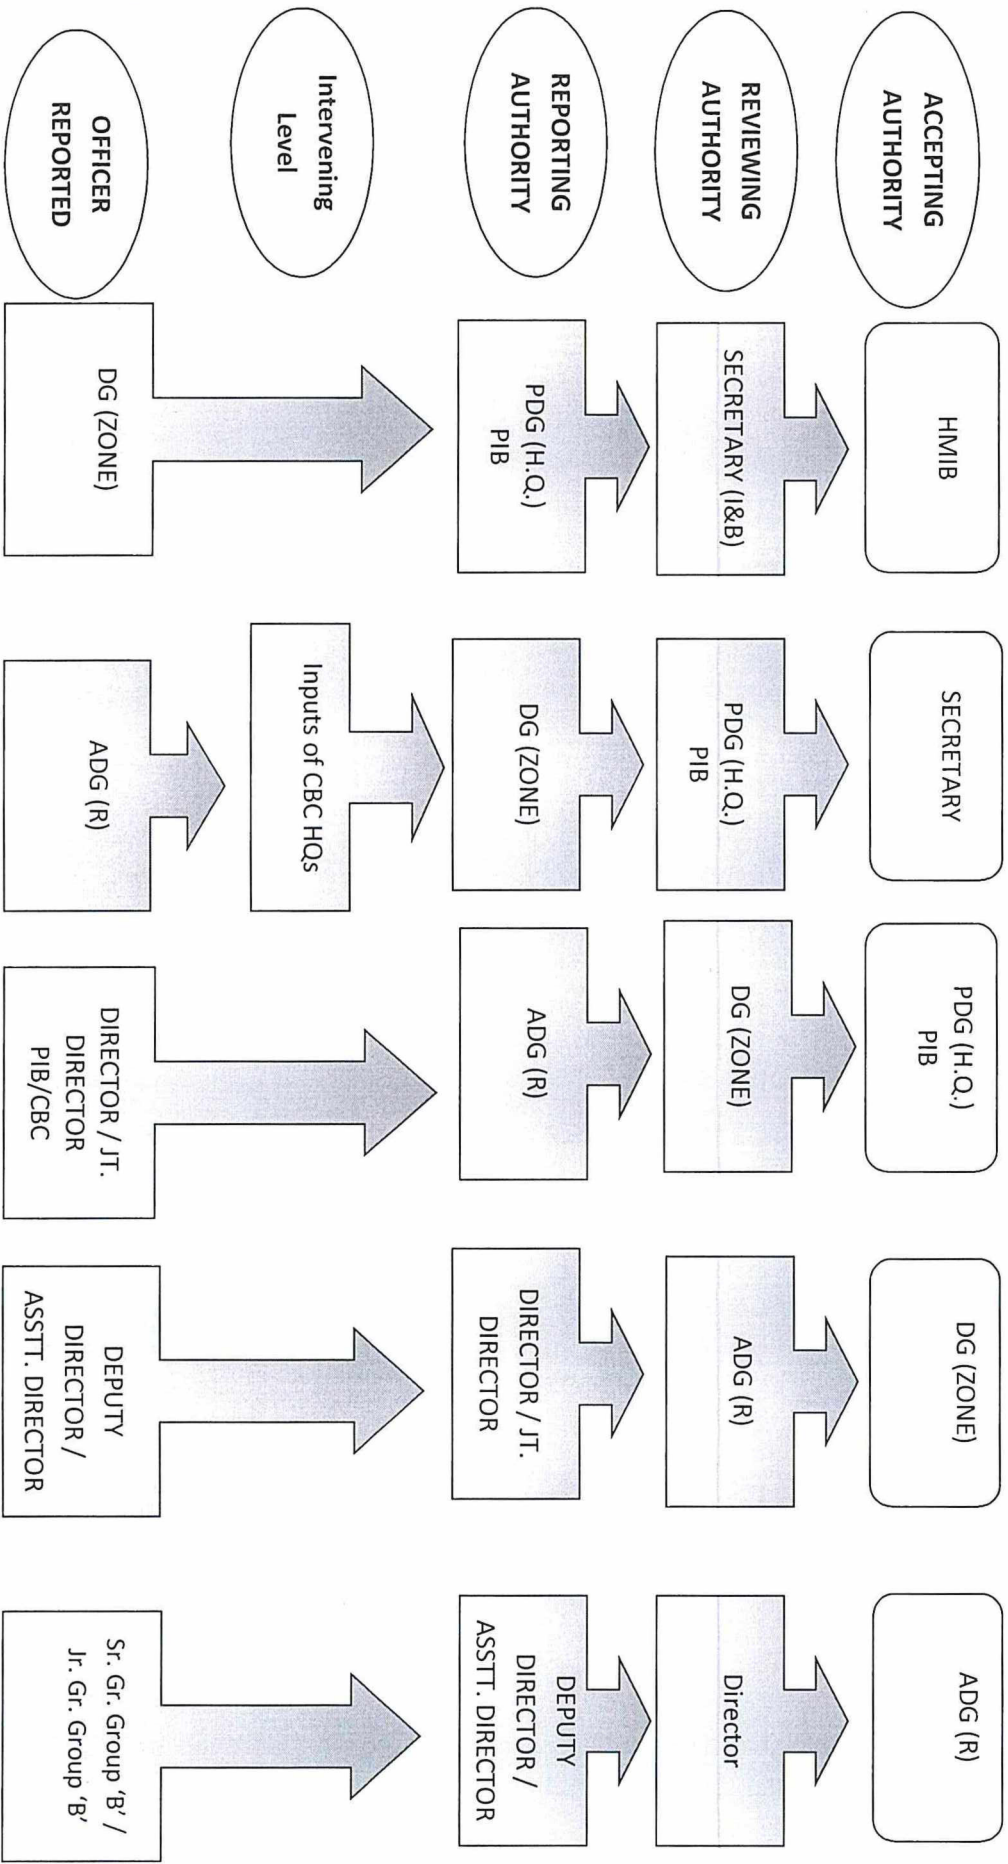 ACCEPTING
AUTHORITY
HMIB
SECRETARY
PDG (H.Q.)
PIB
DG (ZONE)
ADG (R)
REVIEWING
AUTHORITY
SECRETARY (I&B)
PDG (H.Q.)
PIB
DG (ZONE)
ADG (R)
Director
REPORTING
AUTHORITY
PDG (H.Q.)
PIB
DG (ZONE)
ADG (R)
DIRECTOR / JT.
DIRECTOR
DEPUTY
DIRECTOR /
ASSTT. DIRECTOR
Intervening
Level
Inputs of CBC HQs
OFFICER
REPORTED
DG (ZONE)
ADG (R)
DIRECTOR / JT.
DIRECTOR
PIB/CBC
DEPUTY
DIRECTOR /
ASSTT. DIRECTOR
Sr. Gr. Group 'B' /
Jr. Gr. Group 'B'